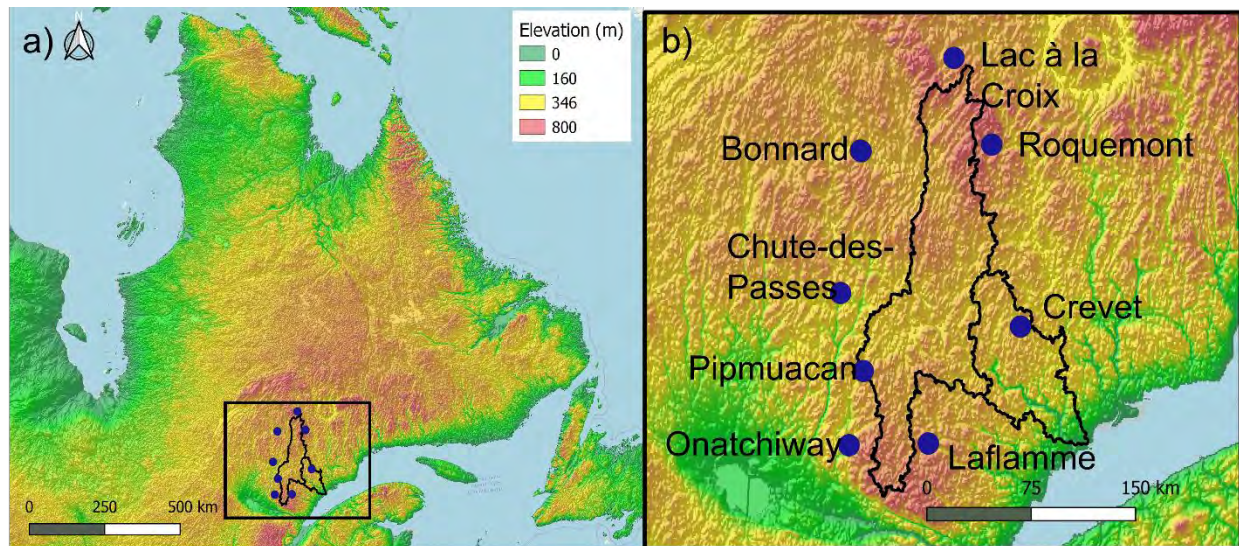 a)
N
Elevation (m)
0
160
346
800
0 250 500 km
b)
Lac à la
Croix
Bonnard
Roquemont
Chute-des-
Passes
Crevet
Pipmuacan
Onatchiway
Laflamme
0 75 150 km